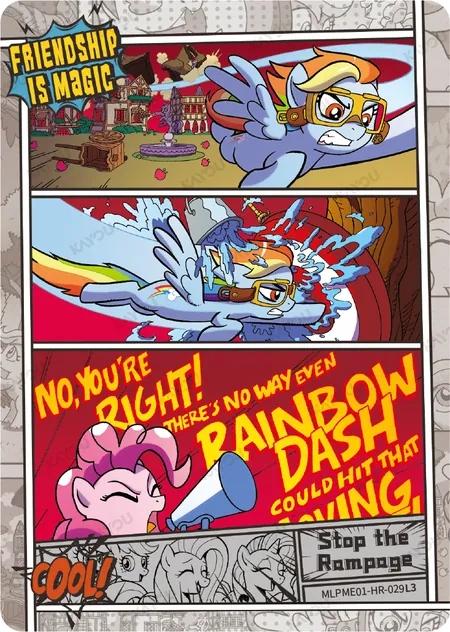 FRIENDSHIP
IS MAGIC
NO, YOU'RE
RIGHT!
THERE'S NO WAY EVEN
RAINBOW
DASH
COULD HIT THAT
COOL!
Stop the
Rampage
MLPME01-HR-029L3
KAYOU